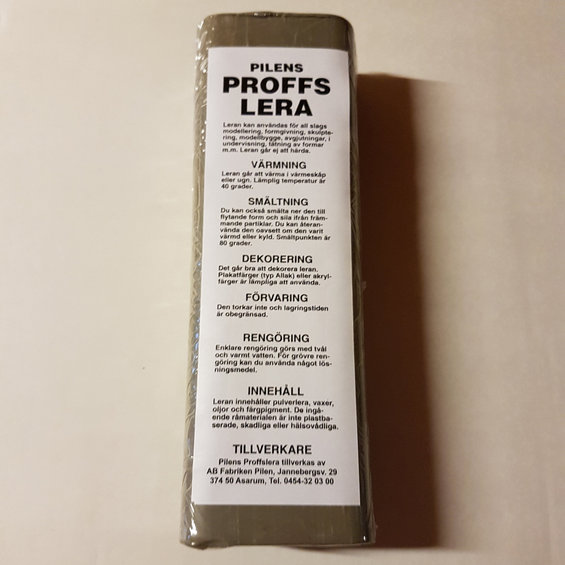 PILENS
PROFFS
LERA
Leran kan användas för all slags
modellering, formgivning, skulpte-
ring, modellbygge, avgjutningar, i
undervisning, tätning av formar
m.m. Leran går ej att härda.
VÄRMNING
Leran går att värma i värmeskåp
eller ugn. Lämplig temperatur är
40 grader.
SMÄLTNING
Du kan också smälta ner den till
flytande form och sila ifrån främ-
mande partiklar. Du kan återan-
vända den oavsett om den varit
värmd eller kyld. Smältpunkten är
80 grader.
DEKORERING
Det går bra att dekorera leran.
Plakatfärger (typ Allak) eller akryl-
färger är lämpliga att använda.
FÖRVARING
Den torkar inte och lagringstiden
är obegränsad.
RENGÖRING
Enklare rengöring görs med tvål
och varmt vatten. För grövre ren-
göring kan du använda något lös-
ningsmedel.
INNEHÅLL
Leran innehåller pulverlera, vaxer,
oljor och färgpigment. De ingå-
ende råmaterialen är inte plastba-
serade, skadliga eller hälsovådliga.
TILLVERKARE
Pilens Proffslera tillverkas av
AB Fabriken Pilen, Jannebergsv. 29
374 50 Asarum, Tel. 0454-32 03 00